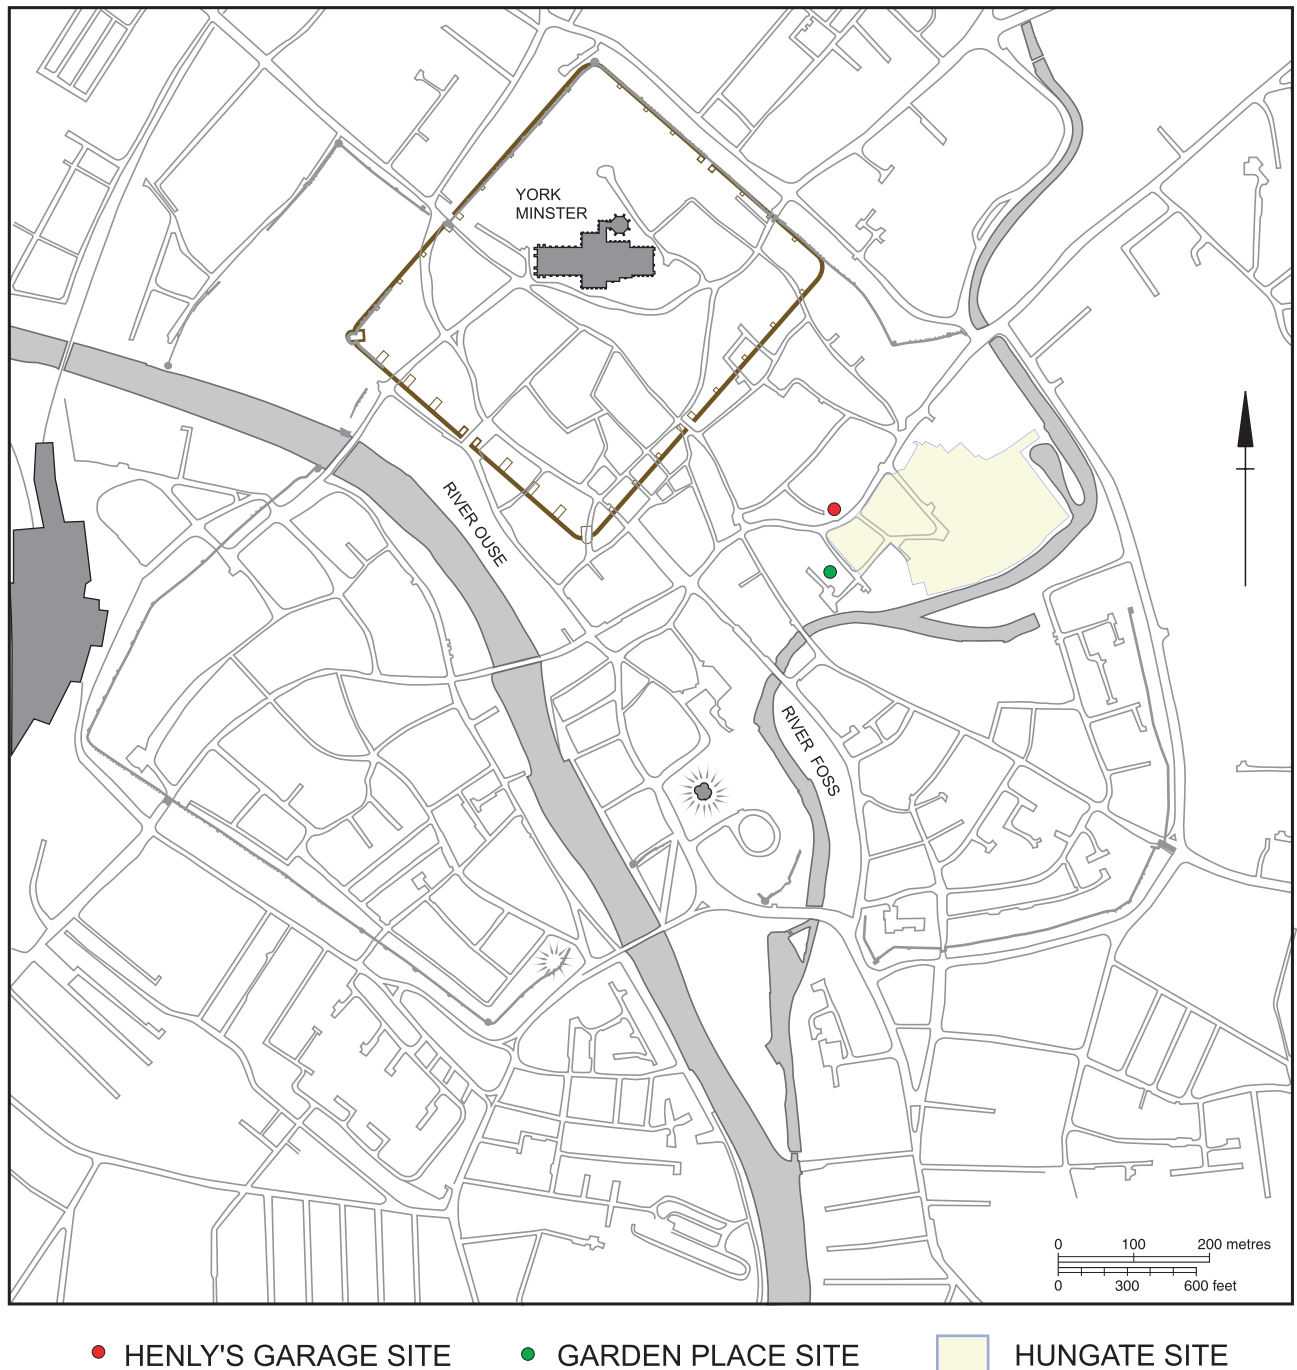 YORK
MINSTER
RIVER OUSE
RIVER FOSS
0 100 200 metres
0 300 600 feet
HENLY'S GARAGE SITE
GARDEN PLACE SITE
HUNGATE SITE